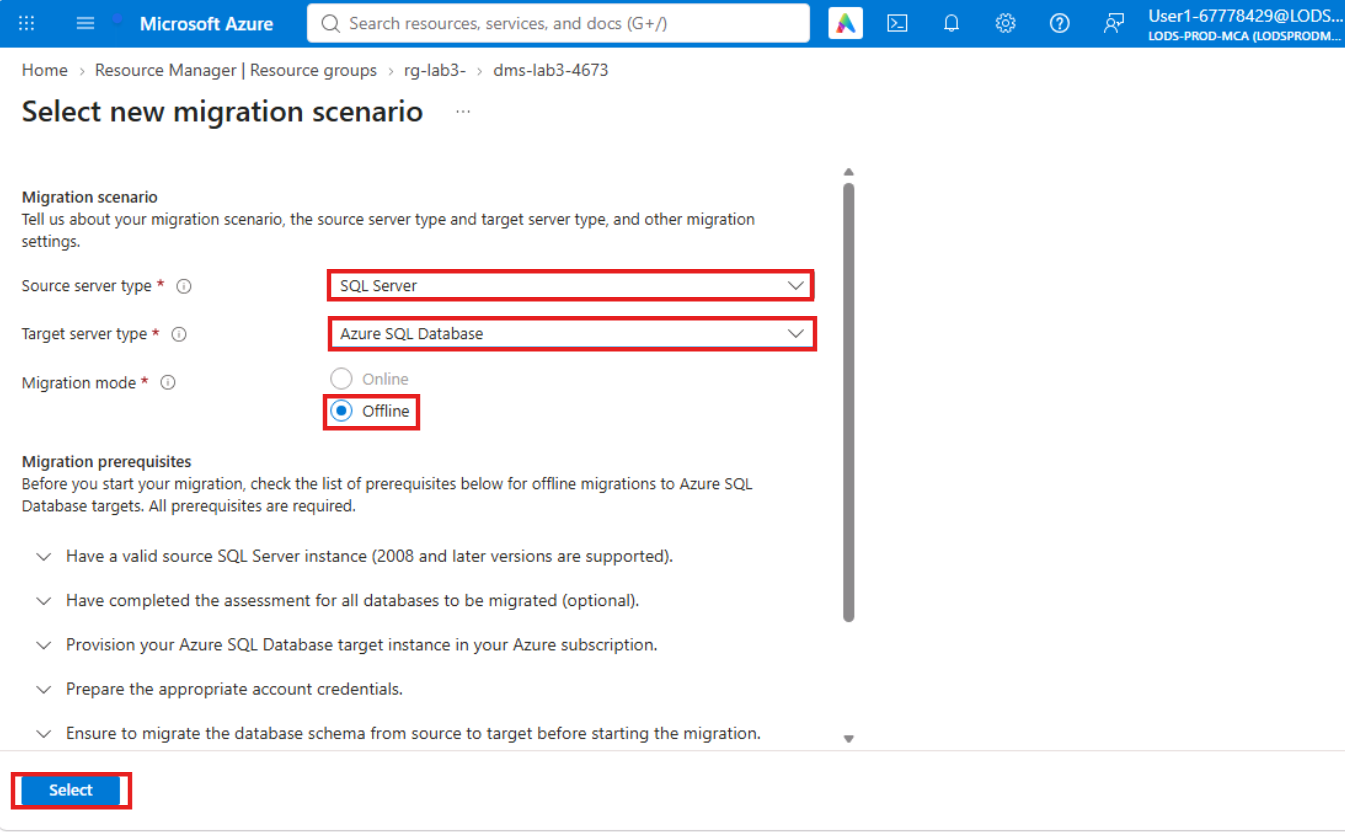 Microsoft Azure
Search resources, services, and docs (G+/)
User1-67778429@LODS...
LODS-PROD-MCA (LODSPRODM...
Home > Resource Manager | Resource groups > rg-lab3- > dms-lab3-4673
Select new migration scenario ...
Migration scenario
Tell us about your migration scenario, the source server type and target server type, and other migration
settings.
Source server type * SQL Server
Target server type * Azure SQL Database
Migration mode * Online
Offline
Migration prerequisites
Before you start your migration, check the list of prerequisites below for offline migrations to Azure SQL
Database targets. All prerequisites are required.
Have a valid source SQL Server instance (2008 and later versions are supported).
Have completed the assessment for all databases to be migrated (optional).
Provision your Azure SQL Database target instance in your Azure subscription.
Prepare the appropriate account credentials.
Ensure to migrate the database schema from source to target before starting the migration.
Select